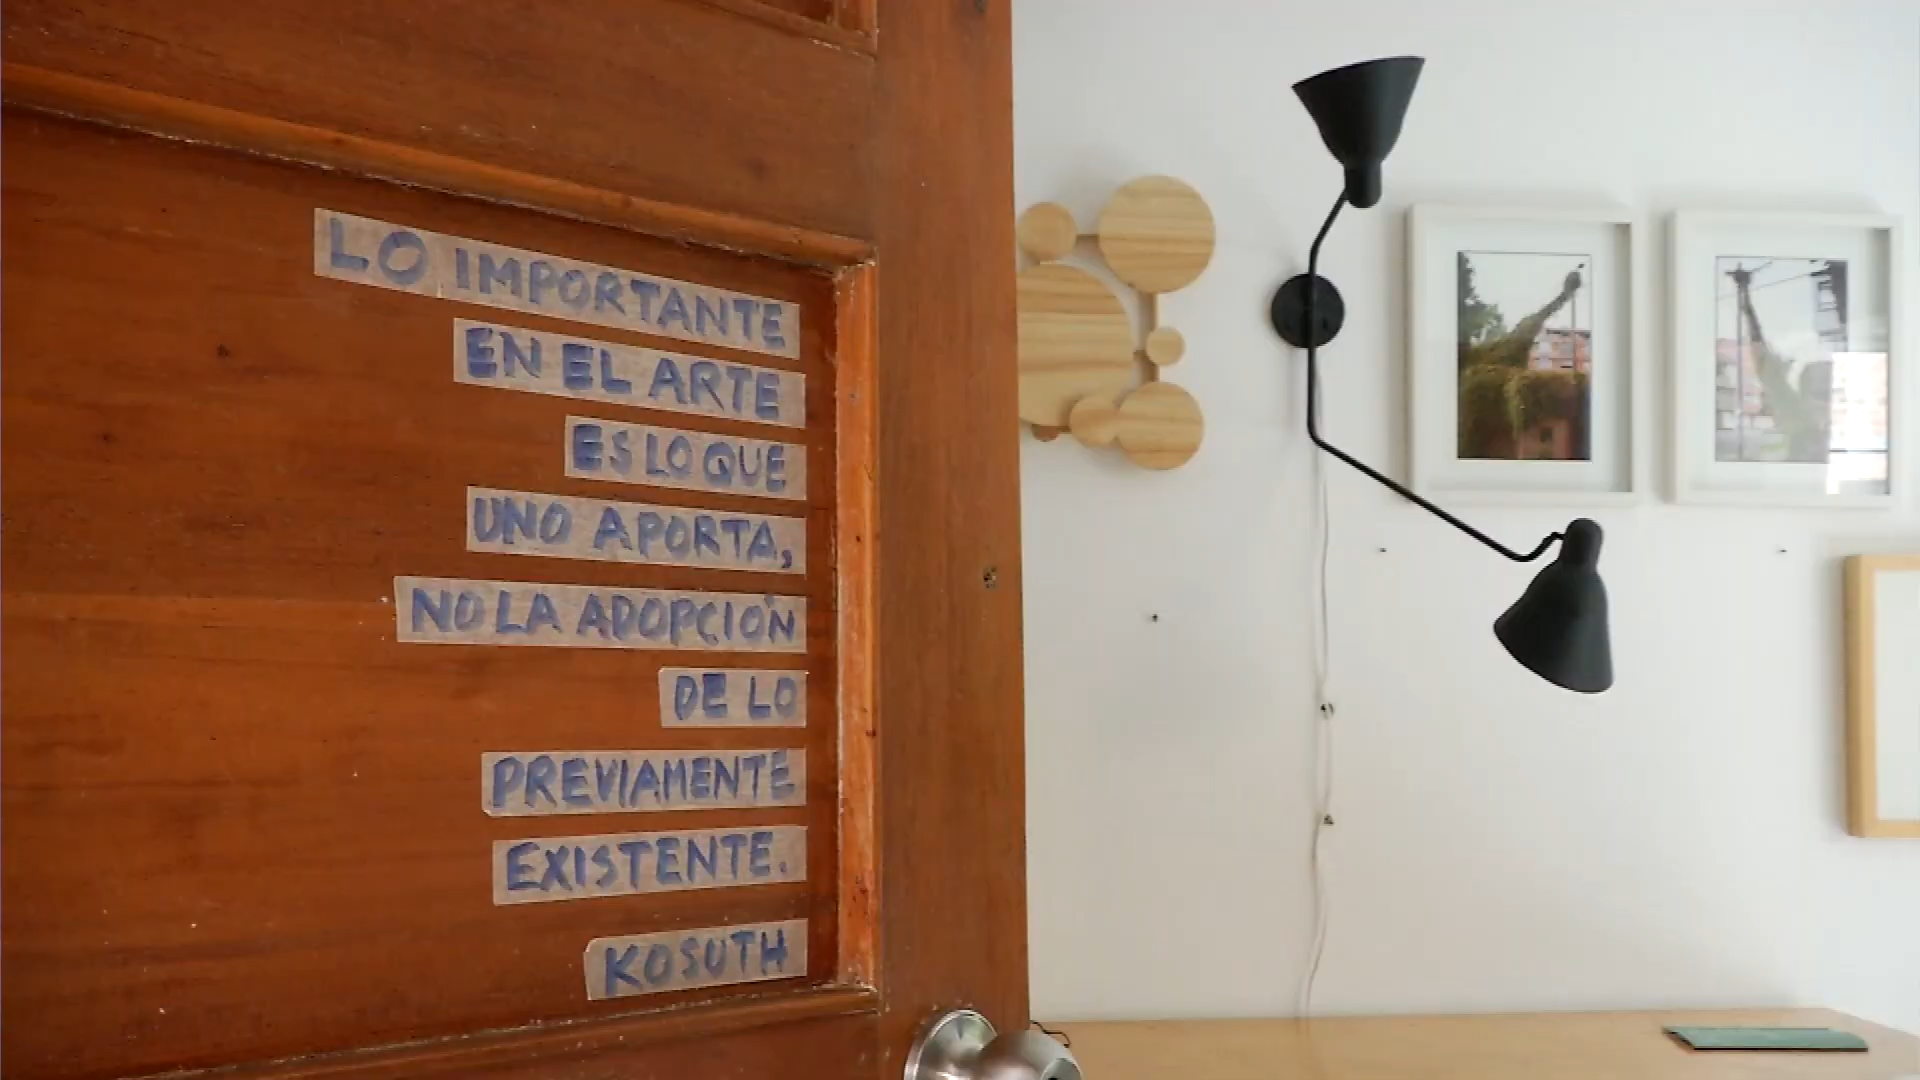 LO IMPORTANTE
EN EL ARTE
ES LO QUE
UNO APORTA,
NO LA ADOPCIÓN
DE LO
PREVIAMENTE
EXISTENTE.
KOSUTH